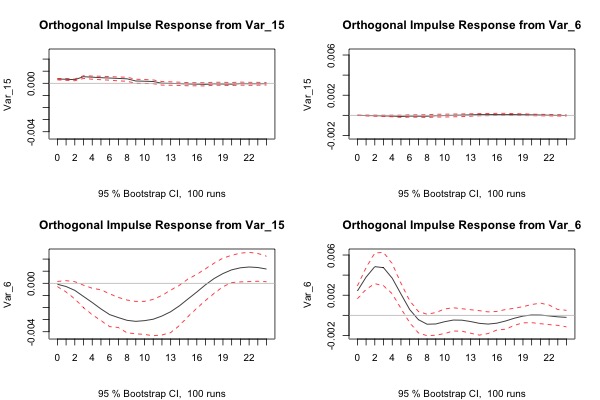 Orthogonal Impulse Response from Var_15
Var_15
0.000
-0.004
0 2 4 6 8 10 13 16 19 22
95 % Bootstrap CI, 100 runs
Orthogonal Impulse Response from Var_6
Var_15
0.006
0.002
-0.002
0 2 4 6 8 10 13 16 19 22
95 % Bootstrap CI, 100 runs
Orthogonal Impulse Response from Var_15
Var_6
0.000
-0.004
0 2 4 6 8 10 13 16 19 22
95 % Bootstrap CI, 100 runs
Orthogonal Impulse Response from Var_6
Var_6
0.006
0.002
-0.002
0 2 4 6 8 10 13 16 19 22
95 % Bootstrap CI, 100 runs